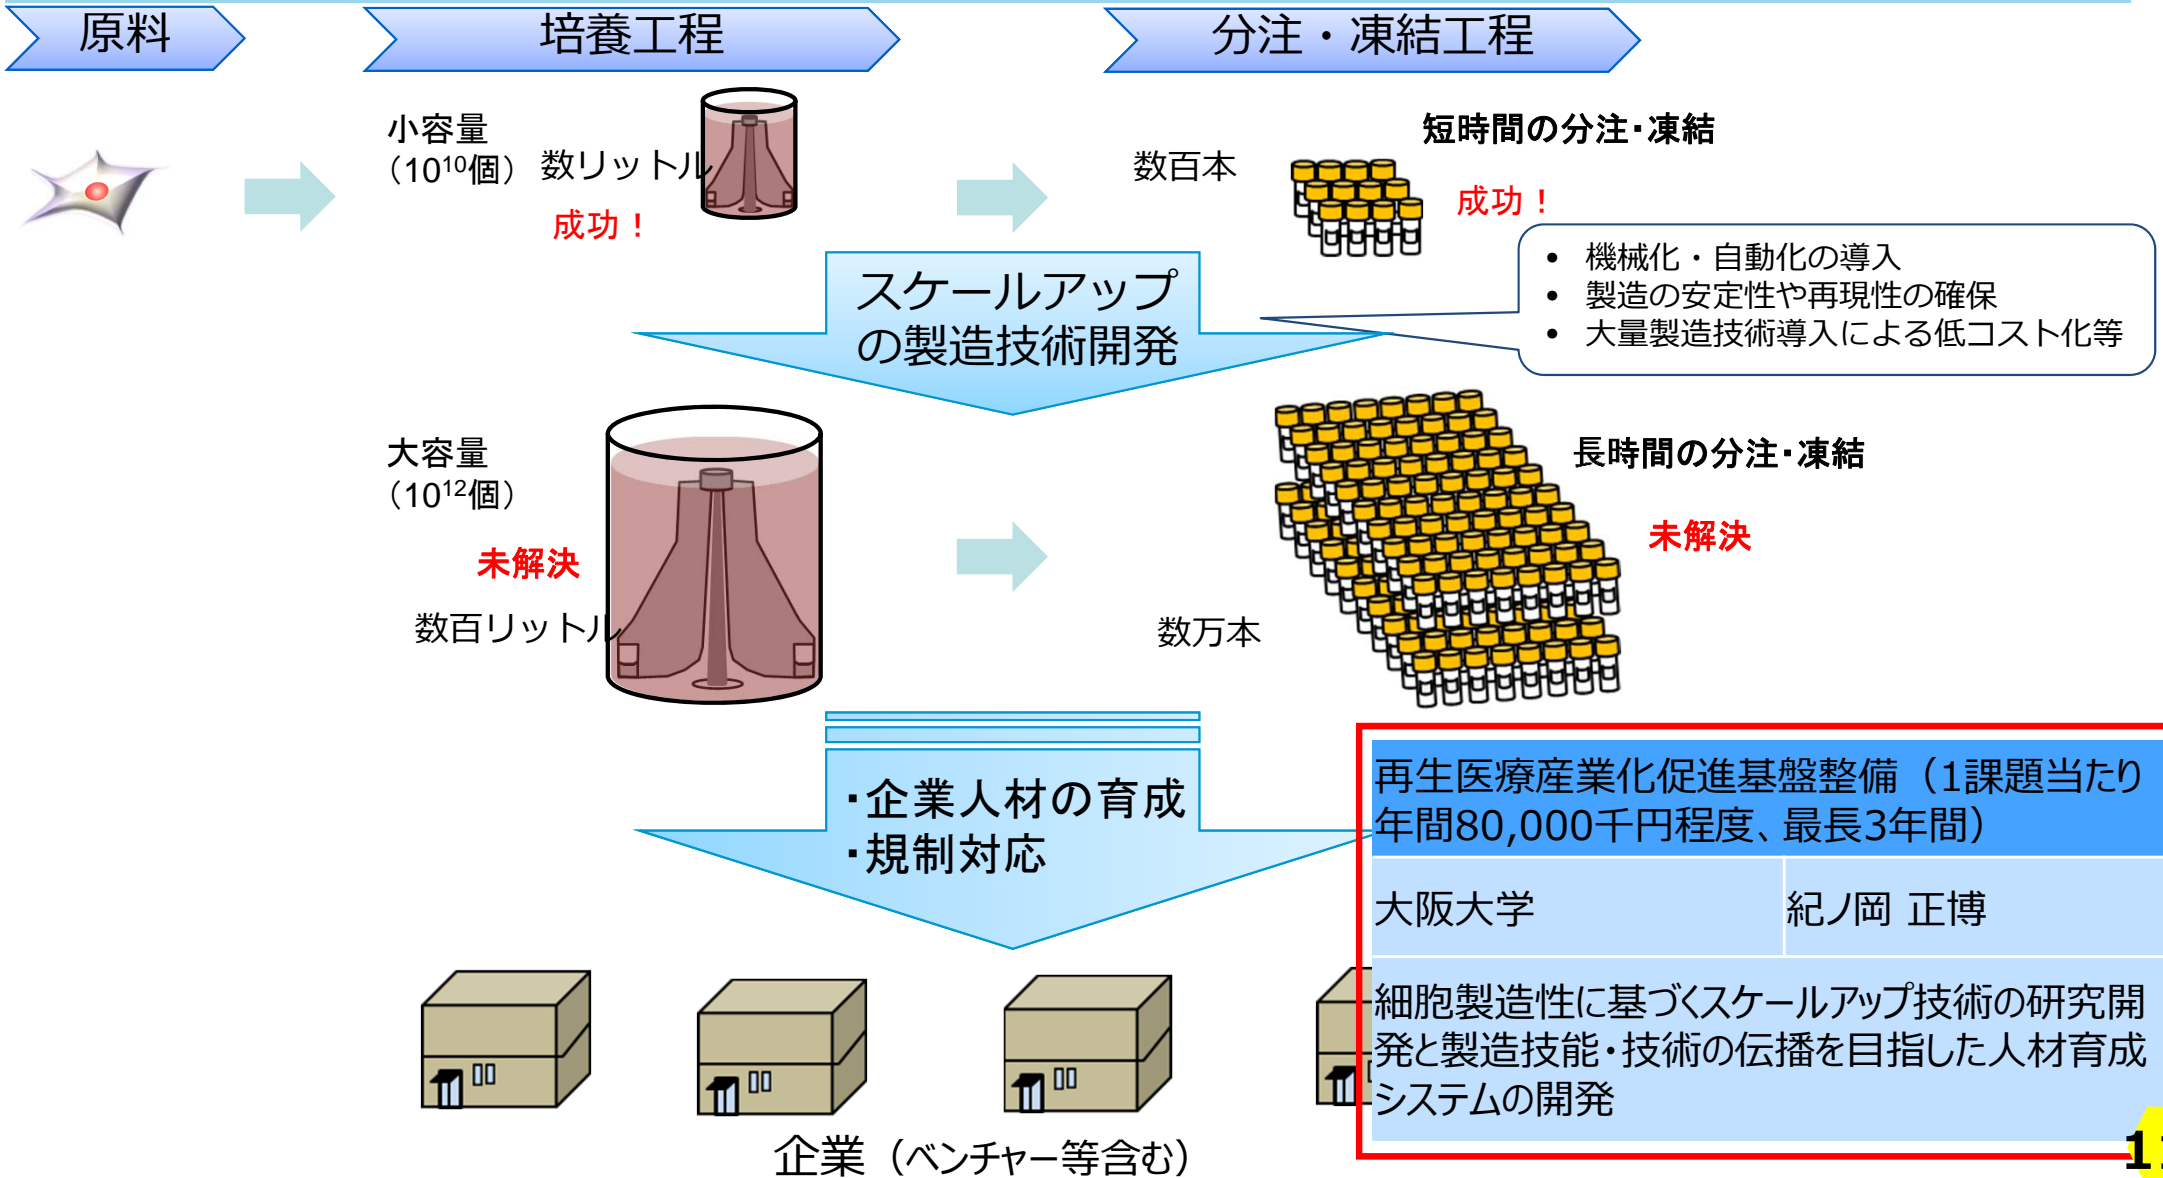 原料
培養工程
分注・凍結工程
小容量
（10¹⁰個）
数リットル
成功！
数百本
短時間の分注・凍結
成功！
スケールアップ
の製造技術開発
• 機械化・自動化の導入
• 製造の安定性や再現性の確保
• 大量製造技術導入による低コスト化等
大容量
（10¹²個）
未解決
数百リットル
数万本
長時間の分注・凍結
未解決
・企業人材の育成
・規制対応
再生医療産業化促進基盤整備（1課題当たり
年間80,000千円程度、最長3年間）
大阪大学
紀ノ岡 正博
細胞製造性に基づくスケールアップ技術の研究開
発と製造技能・技術の伝播を目指した人材育成
システムの開発
企業（ベンチャー等含む）